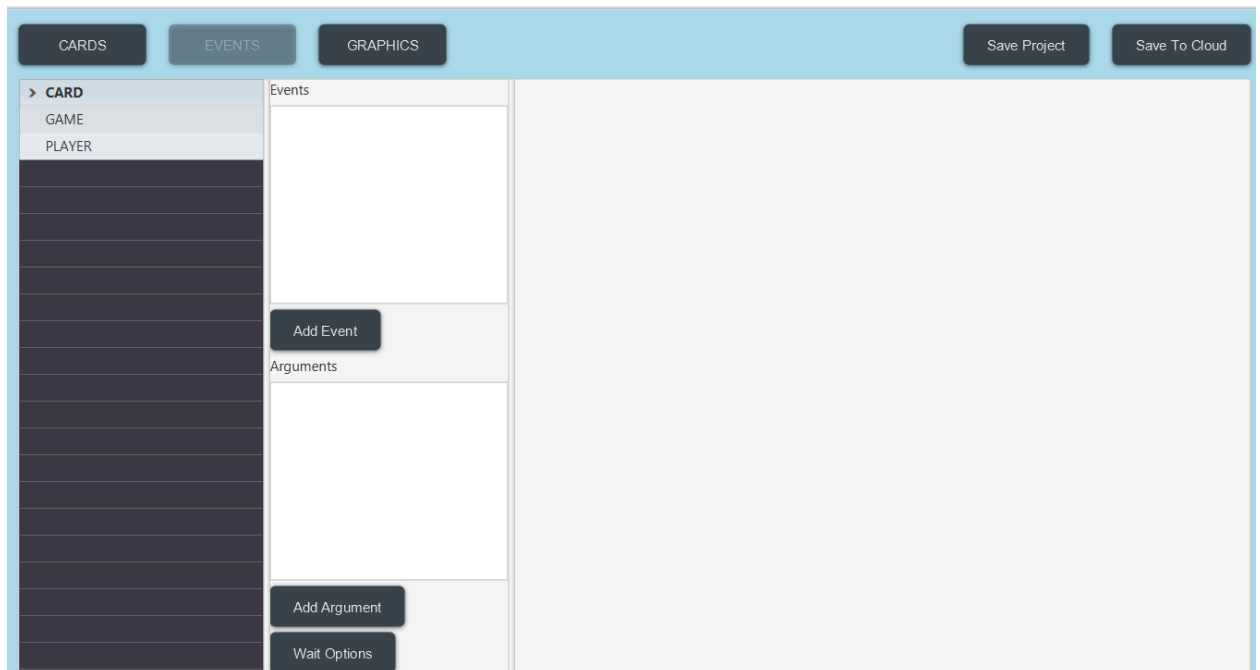 CARDS EVENTS GRAPHICS Save Project Save To Cloud
CARD
GAME
PLAYER
Events
Add Event
Arguments
Add Argument
Wait Options